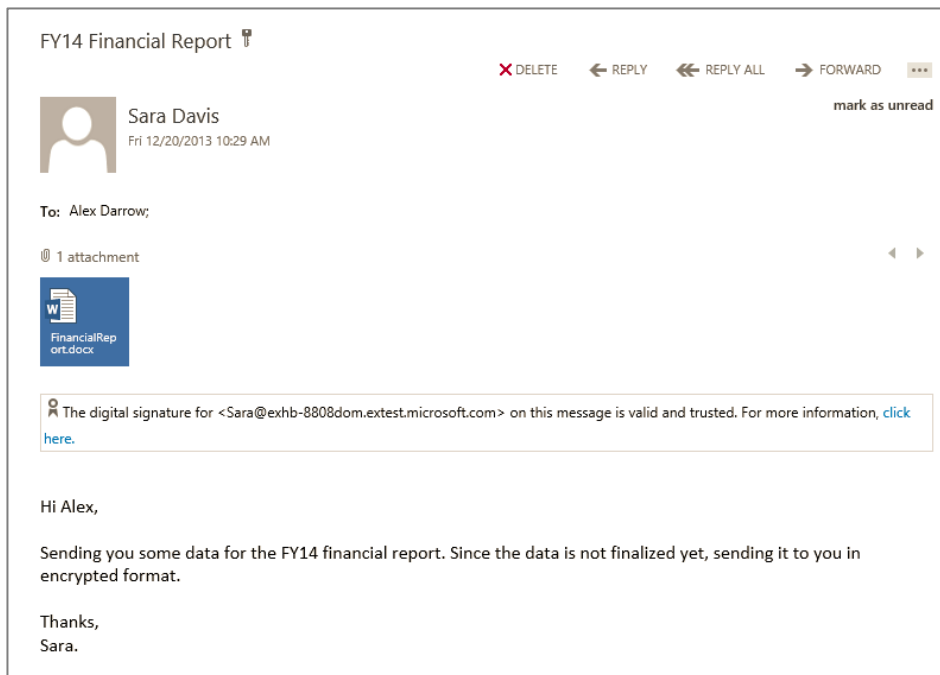 FY14 Financial Report
DELETE REPLY REPLY ALL FORWARD ...
Sara Davis
mark as unread
Fri 12/20/2013 10:29 AM
To: Alex Darrow;
1 attachment
W
FinancialRep
ort.docx
The digital signature for <Sara@exhb-8808dom.extest.microsoft.com> on this message is valid and trusted. For more information, click
here.
Hi Alex,
Sending you some data for the FY14 financial report. Since the data is not finalized yet, sending it to you in
encrypted format.
Thanks,
Sara.